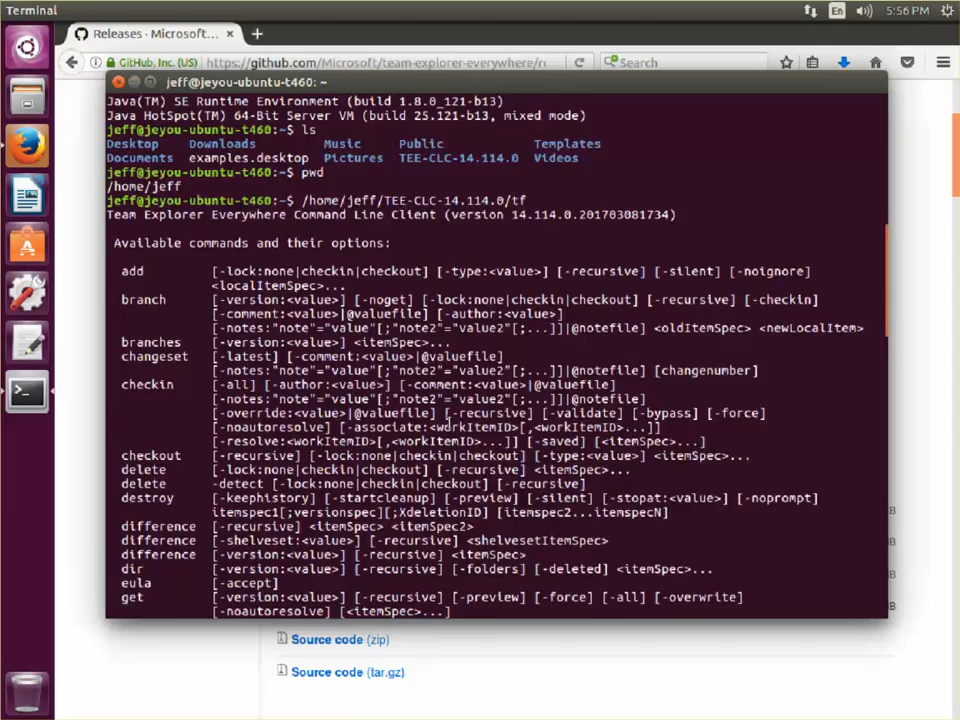 Terminal
En
5:56 PM
Releases · Microsoft...
GitHub, Inc. (US)
https://github.com/Microsoft/team-explorer-everywhere/r
Search
jeff@jeyou-ubuntu-t460: ~
Java(TM) SE Runtime Environment (build 1.8.0_121-b13)
Java HotSpot(TM) 64-Bit Server VM (build 25.121-b13, mixed mode)
jeff@jeyou-ubuntu-t460:~$ ls
Desktop Downloads Music Public Templates
Documents examples.desktop Pictures TEE-CLC-14.114.0 Videos
jeff@jeyou-ubuntu-t460:~$ pwd
/home/jeff
jeff@jeyou-ubuntu-t460:~$ /home/jeff/TEE-CLC-14.114.0/tf
Team Explorer Everywhere Command Line Client (version 14.114.0.201703081734)
Available commands and their options:
add [-lock:none|checkin|checkout] [-type:<value>] [-recursive] [-silent] [-noignore]
<localItemSpec>...
branch [-version:<value>] [-noget] [-lock:none|checkin|checkout] [-recursive] [-checkin]
[-comment:<value>|@valuefile] [-author:<value>]
[-notes:"note"="value"[;"note2"="value2"[;...]]|@notefile] <oldItemSpec> <newLocalItem>
branches [-version:<value>] <itemSpec>...
changeset [-latest] [-comment:<value>|@valuefile]
[-notes:"note"="value"[;"note2"="value2"[;...]]|@notefile] [changenumber]
checkin [-all] [-author:<value>] [-comment:<value>|@valuefile]
[-notes:"note"="value"[;"note2"="value2"[;...]]|@notefile]
[-override:<value>|@valuefile] [-recursive] [-validate] [-bypass] [-force]
[-noautoresolve] [-associate:<workItemID>[,<workItemID>...]]
[-resolve:<workItemID>[,<workItemID>...]] [-saved] [<itemSpec>...]
checkout [-recursive] [-lock:none|checkin|checkout] [-type:<value>] <itemSpec>...
delete [-lock:none|checkin|checkout] [-recursive] <itemSpec>...
delete -detect [-lock:none|checkin|checkout] [-recursive]
destroy [-keephistory] [-startcleanup] [-preview] [-silent] [-stopat:<value>] [-noprompt]
itemspec1[;versionspec][;XdeletionID] [itemspec2...itemspecN]
difference [-recursive] <itemSpec> <itemSpec2>
difference [-shelveset:<value>] [-recursive] <shelvesetItemSpec>
difference [-version:<value>] [-recursive] <itemSpec>
dir [-version:<value>] [-recursive] [-folders] [-deleted] <itemSpec>...
eula [-accept]
get [-version:<value>] [-recursive] [-preview] [-force] [-all] [-overwrite]
[-noautoresolve] [<itemSpec>...]
B
B
B
B
Source code (zip)
Source code (tar.gz)